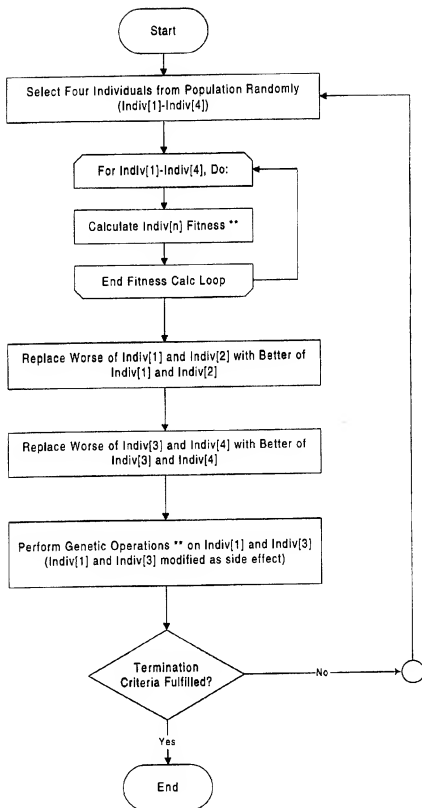 Start
Select Four Individuals from Population Randomly
(Indiv[1]-Indiv[4])
For Indiv[1]-Indiv[4], Do:
Calculate Indiv[n] Fitness **
End Fitness Calc Loop
Replace Worse of Indiv[1] and Indiv[2] with Better of
Indiv[1] and Indiv[2]
Replace Worse of Indiv[3] and Indiv[4] with Better of
Indiv[3] and Indiv[4]
Perform Genetic Operations ** on Indiv[1] and Indiv[3]
(Indiv[1] and Indiv[3] modified as side effect)
Termination
Criteria Fulfilled?
No
Yes
End